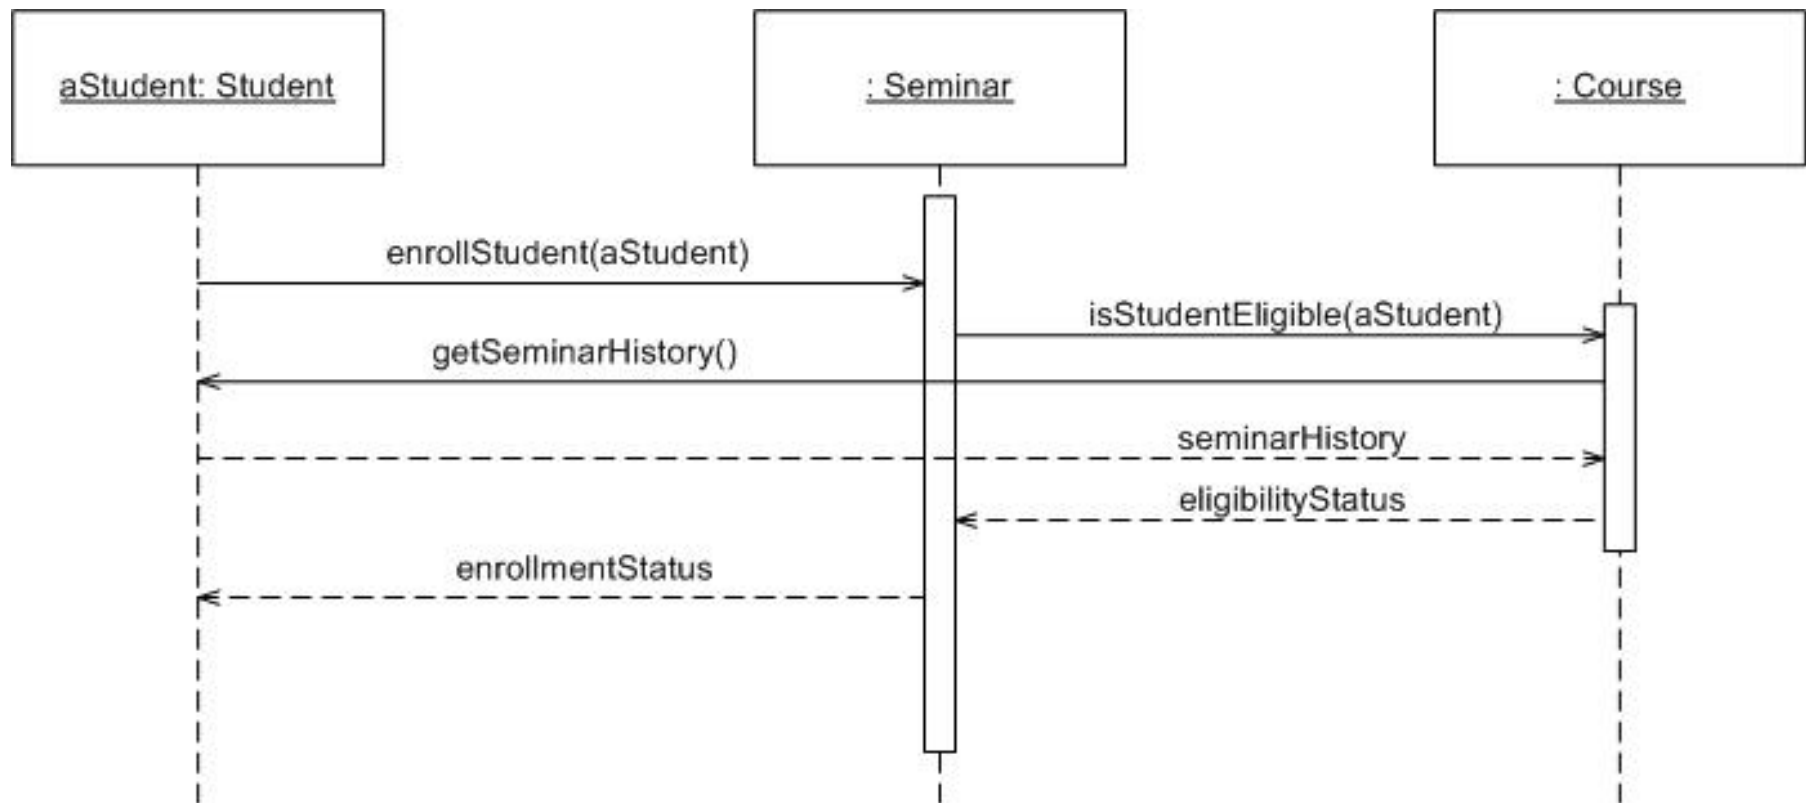 aStudent: Student
: Seminar
: Course
enrollStudent(aStudent)
isStudentEligible(aStudent)
getSeminarHistory()
seminarHistory
eligibilityStatus
enrollmentStatus